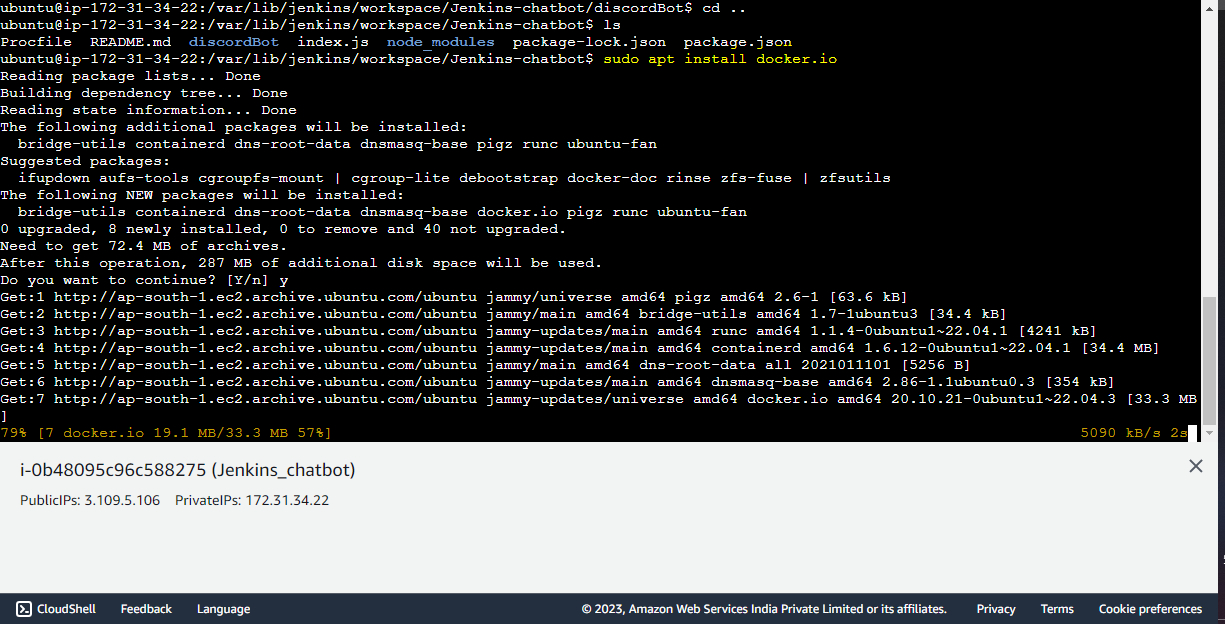 ubuntu@ip-172-31-34-22:/var/lib/jenkins/workspace/Jenkins-chatbot/discordBot$ cd ..
ubuntu@ip-172-31-34-22:/var/lib/jenkins/workspace/Jenkins-chatbot$ ls
Procfile  README.md  discordBot  index.js  node_modules  package-lock.json  package.json
ubuntu@ip-172-31-34-22:/var/lib/jenkins/workspace/Jenkins-chatbot$ sudo apt install docker.io
Reading package lists... Done
Building dependency tree... Done
Reading state information... Done
The following additional packages will be installed:
  bridge-utils containerd dns-root-data dnsmasq-base pigz runc ubuntu-fan
Suggested packages:
  ifupdown aufs-tools cgroupfs-mount | cgroup-lite debootstrap docker-doc rinse zfs-fuse | zfsutils
The following NEW packages will be installed:
  bridge-utils containerd dns-root-data dnsmasq-base docker.io pigz runc ubuntu-fan
0 upgraded, 8 newly installed, 0 to remove and 40 not upgraded.
Need to get 72.4 MB of archives.
After this operation, 287 MB of additional disk space will be used.
Do you want to continue? [Y/n] y
Get:1 http://ap-south-1.ec2.archive.ubuntu.com/ubuntu jammy/universe amd64 pigz amd64 2.6-1 [63.6 kB]
Get:2 http://ap-south-1.ec2.archive.ubuntu.com/ubuntu jammy/main amd64 bridge-utils amd64 1.7-1ubuntu3 [34.4 kB]
Get:3 http://ap-south-1.ec2.archive.ubuntu.com/ubuntu jammy-updates/main amd64 runc amd64 1.1.4-0ubuntu1~22.04.1 [4241 kB]
Get:4 http://ap-south-1.ec2.archive.ubuntu.com/ubuntu jammy-updates/main amd64 containerd amd64 1.6.12-0ubuntu1~22.04.1 [34.4 MB]
Get:5 http://ap-south-1.ec2.archive.ubuntu.com/ubuntu jammy/main amd64 dns-root-data all 2021011101 [5256 B]
Get:6 http://ap-south-1.ec2.archive.ubuntu.com/ubuntu jammy-updates/main amd64 dnsmasq-base amd64 2.86-1.1ubuntu0.3 [354 kB]
Get:7 http://ap-south-1.ec2.archive.ubuntu.com/ubuntu jammy-updates/universe amd64 docker.io amd64 20.10.21-0ubuntu1~22.04.3 [33.3 MB
]
79% [7 docker.io 19.1 MB/33.3 MB 57%] 5090 kB/s 2s
i-0b48095c96c588275 (Jenkins_chatbot)
PublicIPs: 3.109.5.106 PrivateIPs: 172.31.34.22
CloudShell Feedback Language © 2023, Amazon Web Services India Private Limited or its affiliates. Privacy Terms Cookie preferences